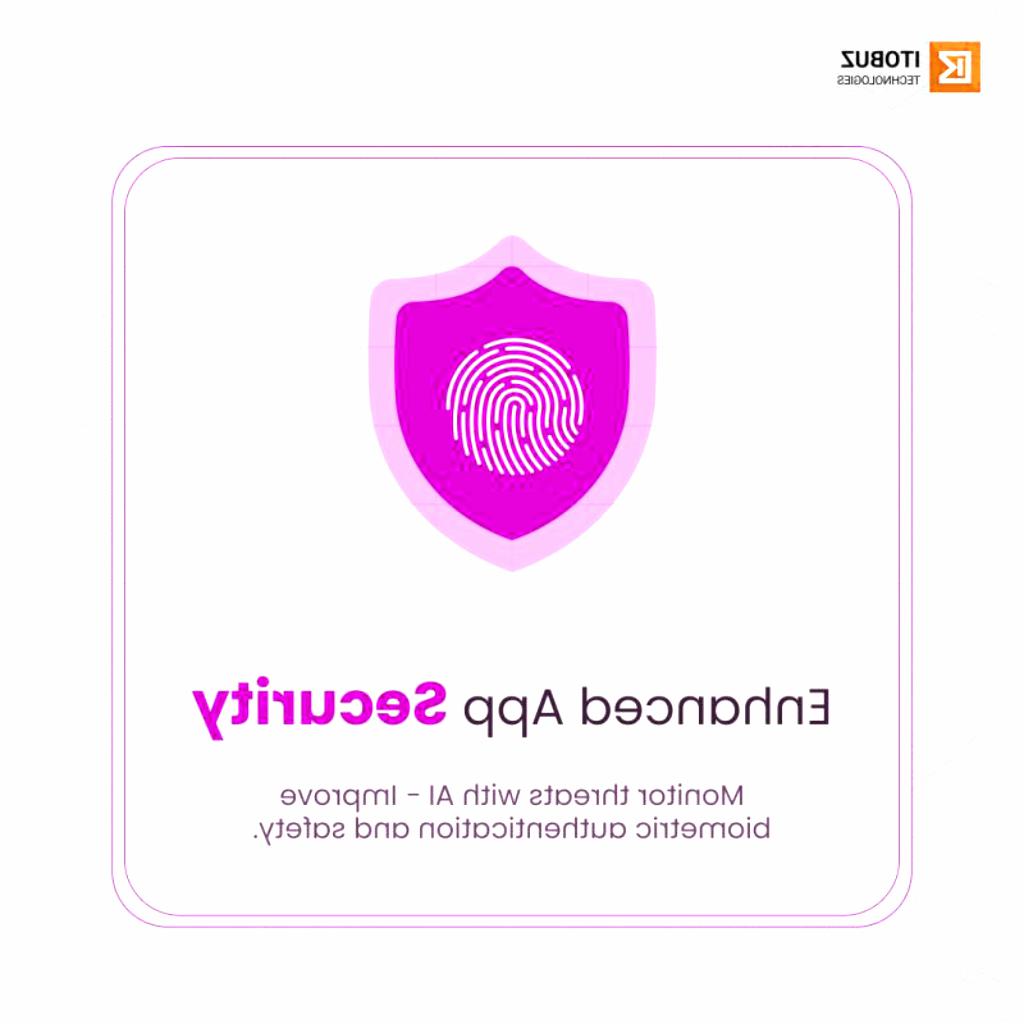 ITOBUZ
TECHNOLOGIES
Enhanced App Security
Monitor threats with AI - Improve
biometric authentication and safety.